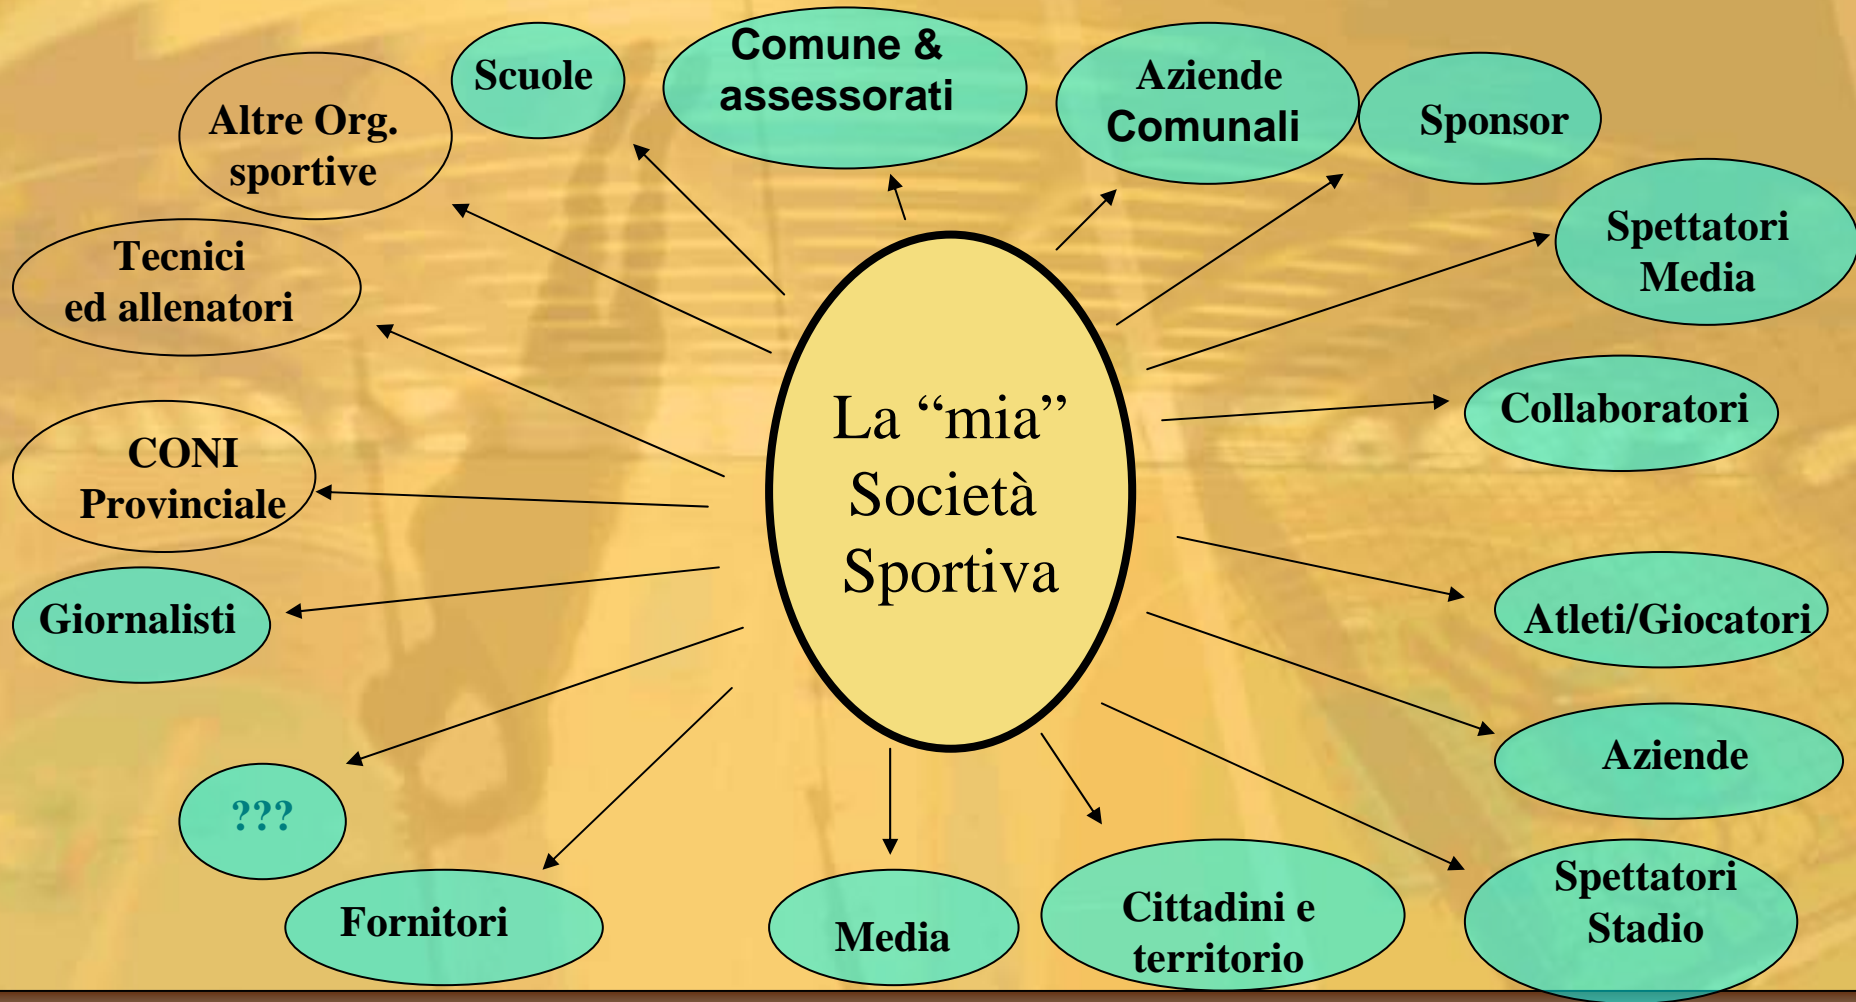 Scuole
Comune &
assessorati
Aziende
Comunali
Sponsor
Altre Org.
sportive
Spettatori
Media
Tecnici
ed allenatori
Collaboratori
La “mia”
Società
Sportiva
CONI
Provinciale
Giornalisti
Atleti/Giocatori
Aziende
???
Fornitori
Media
Cittadini e
territorio
Spettatori
Stadio